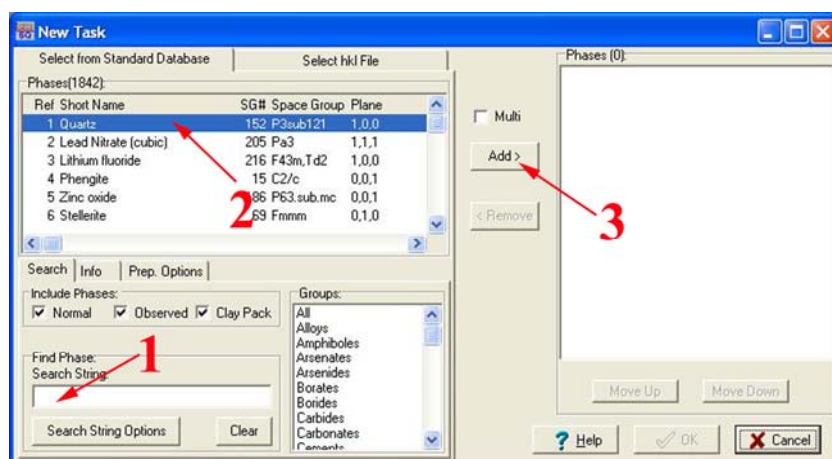 New Task
Select from Standard Database
Select hkl File
Phases(1842):
Ref Short Name SG# Space Group Plane
1 Quartz 152 P3sub121 1,0,0
2 Lead Nitrate (cubic) 205 Pa3 1,1,1
3 Lithium fluoride 216 F43m,Td2 1,0,0
4 Phengite 15 C2/c 0,0,1
5 Zinc oxide 186 P63.sub.mc 0,0,1
6 Stellerite 69 Fmmm 0,1,0
2
Search Info Prep. Options
Include Phases:
Normal Observed Clay Pack
Find Phase:
Search String:
1
Search String Options Clear
Groups:
All
Alloys
Amphiboles
Arsenates
Arsenides
Borates
Borides
Carbides
Carbonates
Cements
Multi
Add >
3
< Remove
Phases (0):
Move Up Move Down
? Help OK Cancel